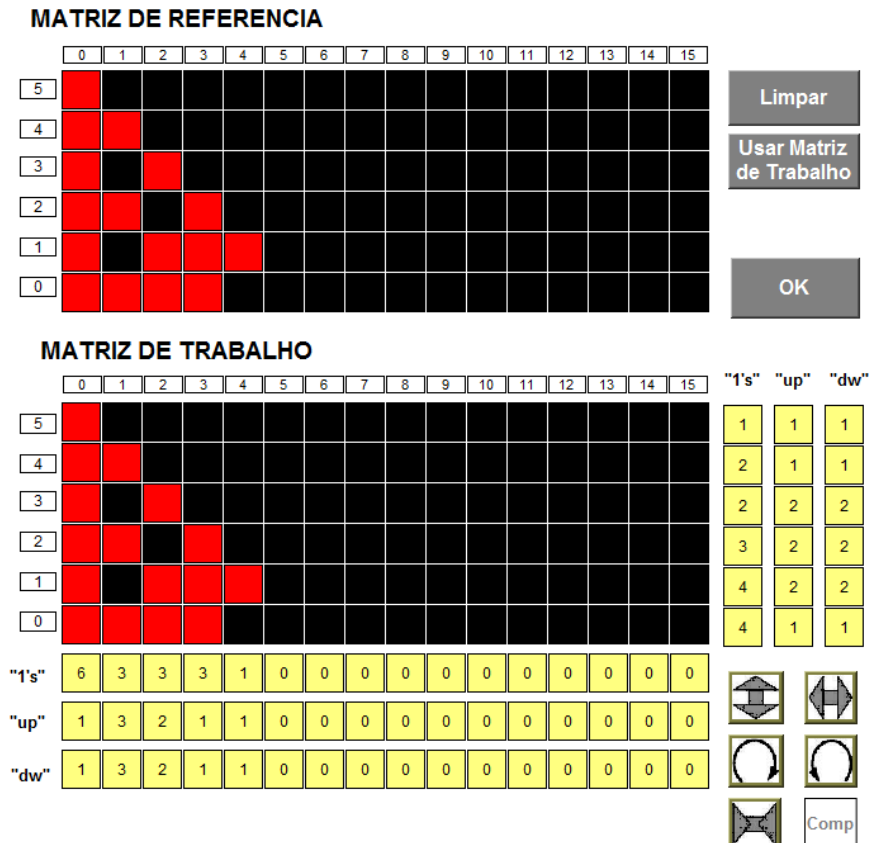 MATRIZ DE REFERENCIA
0 1 2 3 4 5 6 7 8 9 10 11 12 13 14 15
5
4
3
2
1
0
Limpar
Usar Matriz
de Trabalho
OK
MATRIZ DE TRABALHO
"1's" "up" "dw"
0 1 2 3 4 5 6 7 8 9 10 11 12 13 14 15
5 1 1 1
4 2 1 1
3 2 2 2
2 3 2 2
1 4 2 2
0 4 1 1
"1's" 6 3 3 3 1 0 0 0 0 0 0 0 0 0 0 0
"up" 1 3 2 1 1 0 0 0 0 0 0 0 0 0 0 0
"dw" 1 3 2 1 1 0 0 0 0 0 0 0 0 0 0 0
Comp